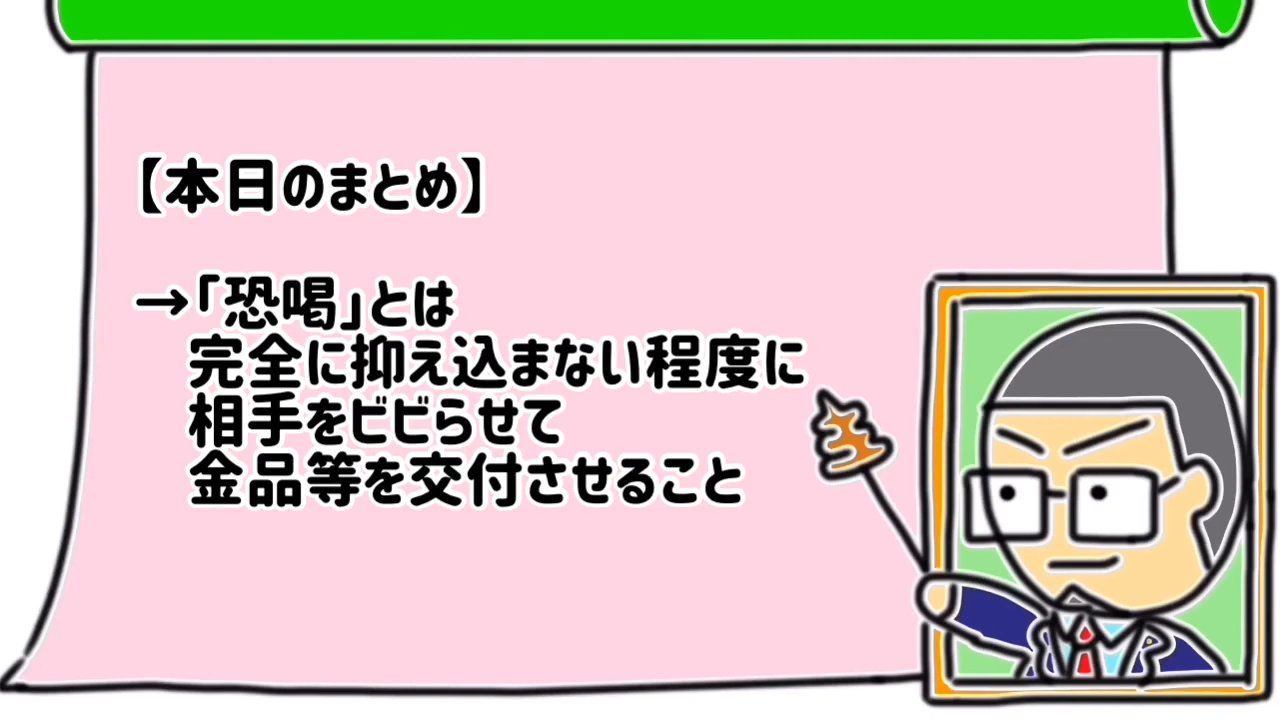 【本日のまとめ】
→「恐喝」とは
完全に抑え込まない程度に
相手をビビらせて
金品等を交付させること